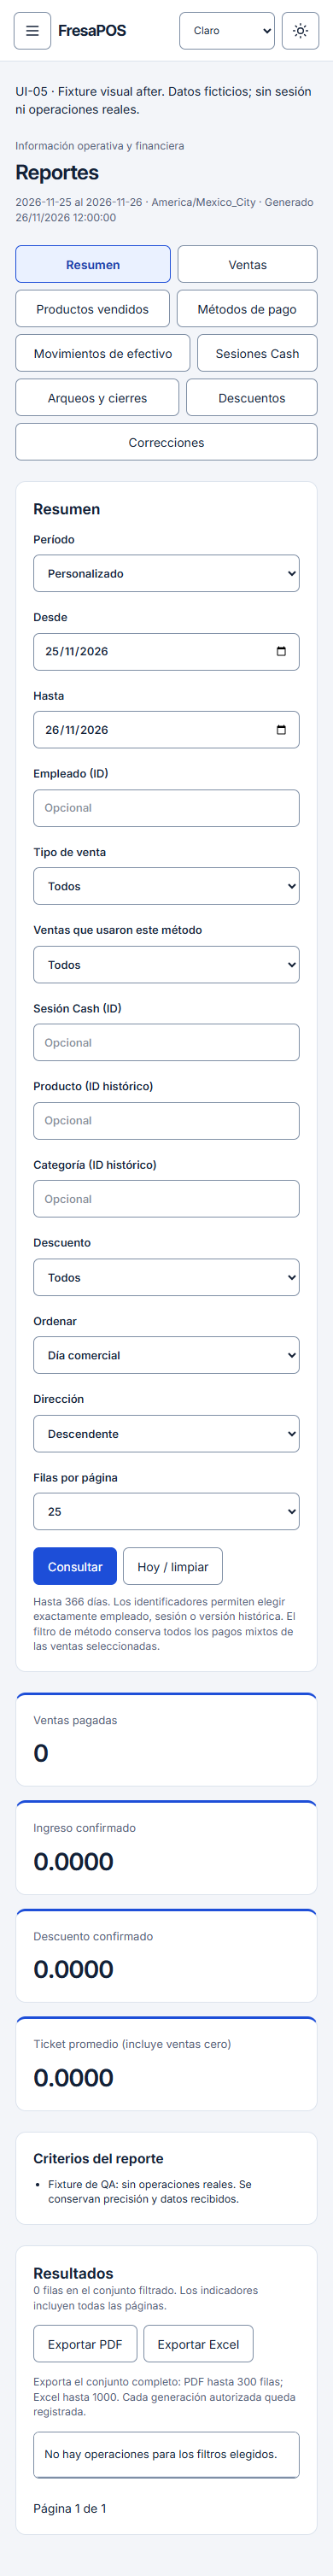 FresaPOS
Claro
UI-05 · Fixture visual after. Datos ficticios; sin sesión
ni operaciones reales.
Información operativa y financiera
Reportes
2026-11-25 al 2026-11-26 · America/Mexico_City · Generado
26/11/2026 12:00:00
Resumen
Ventas
Productos vendidos
Métodos de pago
Movimientos de efectivo
Sesiones Cash
Arqueos y cierres
Descuentos
Correcciones
Resumen
Período
Personalizado
Desde
25/11/2026
Hasta
26/11/2026
Empleado (ID)
Opcional
Tipo de venta
Todos
Ventas que usaron este método
Todos
Sesión Cash (ID)
Opcional
Producto (ID histórico)
Opcional
Categoría (ID histórico)
Opcional
Descuento
Todos
Ordenar
Día comercial
Dirección
Descendente
Filas por página
25
Consultar
Hoy / limpiar
Hasta 366 días. Los identificadores permiten elegir
exactamente empleado, sesión o versión histórica. El
filtro de método conserva todos los pagos mixtos de
las ventas seleccionadas.
Ventas pagadas
0
Ingreso confirmado
0.0000
Descuento confirmado
0.0000
Ticket promedio (incluye ventas cero)
0.0000
Criterios del reporte
• Fixture de QA: sin operaciones reales. Se
conservan precisión y datos recibidos.
Resultados
0 filas en el conjunto filtrado. Los indicadores
incluyen todas las páginas.
Exportar PDF
Exportar Excel
Exporta el conjunto completo: PDF hasta 300 filas;
Excel hasta 1000. Cada generación autorizada queda
registrada.
No hay operaciones para los filtros elegidos.
Página 1 de 1